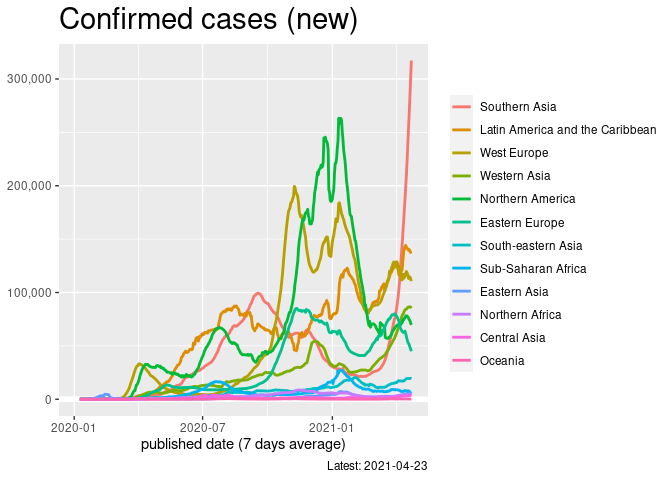 Confirmed cases (new)
300,000
200,000
100,000
0
2020-01
2020-07
2021-01
published date (7 days average)
Latest: 2021-04-23
Southern Asia
Latin America and the Caribbean
West Europe
Western Asia
Northern America
Eastern Europe
South-eastern Asia
Sub-Saharan Africa
Eastern Asia
Northern Africa
Central Asia
Oceania